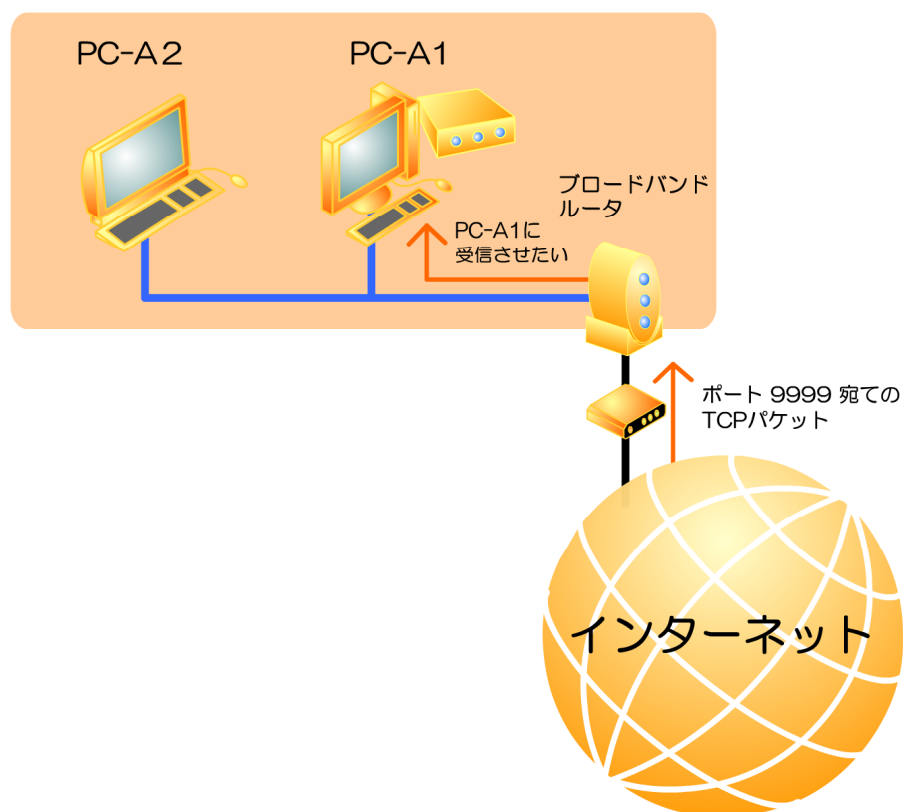 PC-A2
PC-A1
ブロードバンド
ルータ
PC-A1に
受信させたい
ポート 9999 宛ての
TCPパケット
インターネット